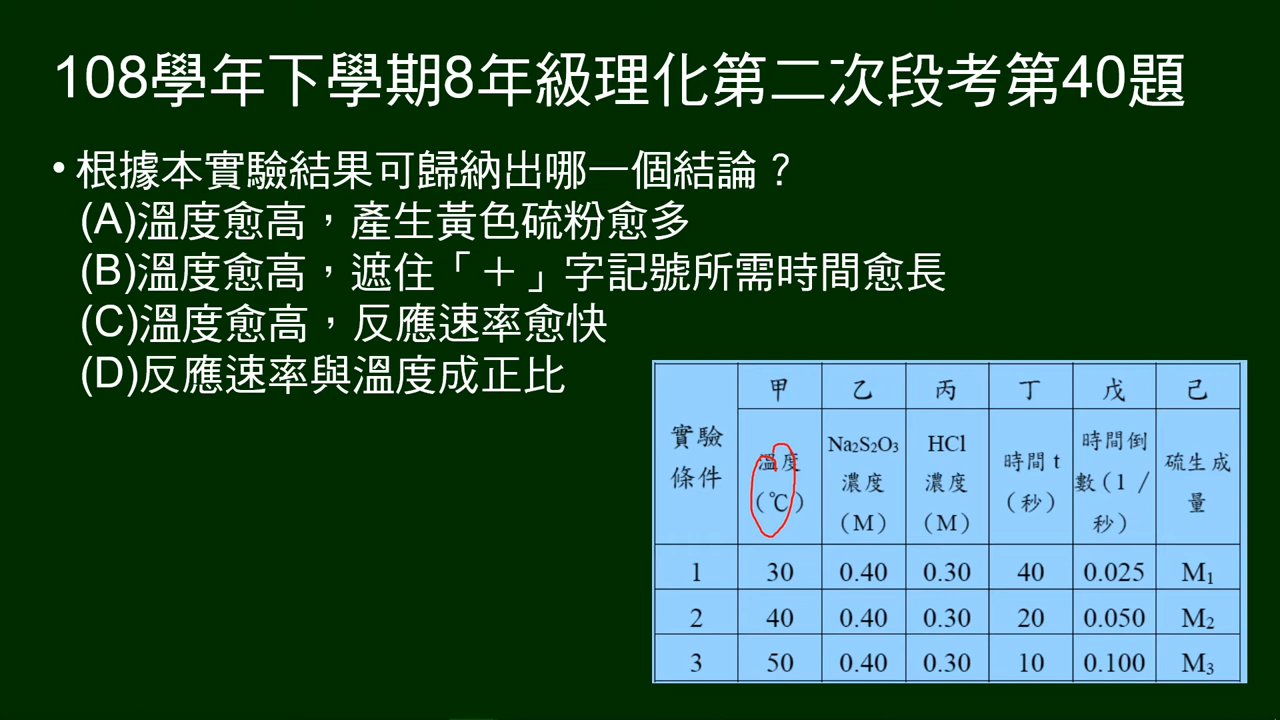 108學年下學期8年級理化第二次段考第40題
• 根據本實驗結果可歸納出哪一個結論？
(A)溫度愈高，產生黃色硫粉愈多
(B)溫度愈高，遮住「＋」字記號所需時間愈長
(C)溫度愈高，反應速率愈快
(D)反應速率與溫度成正比
實驗條件 甲 乙 丙 丁 戊 己
溫度（℃） Na₂S₂O₃濃度（M） HCl濃度（M） 時間 t（秒） 時間倒數（1 / 秒） 硫生成量
1 30 0.40 0.30 40 0.025 M₁
2 40 0.40 0.30 20 0.050 M₂
3 50 0.40 0.30 10 0.100 M₃